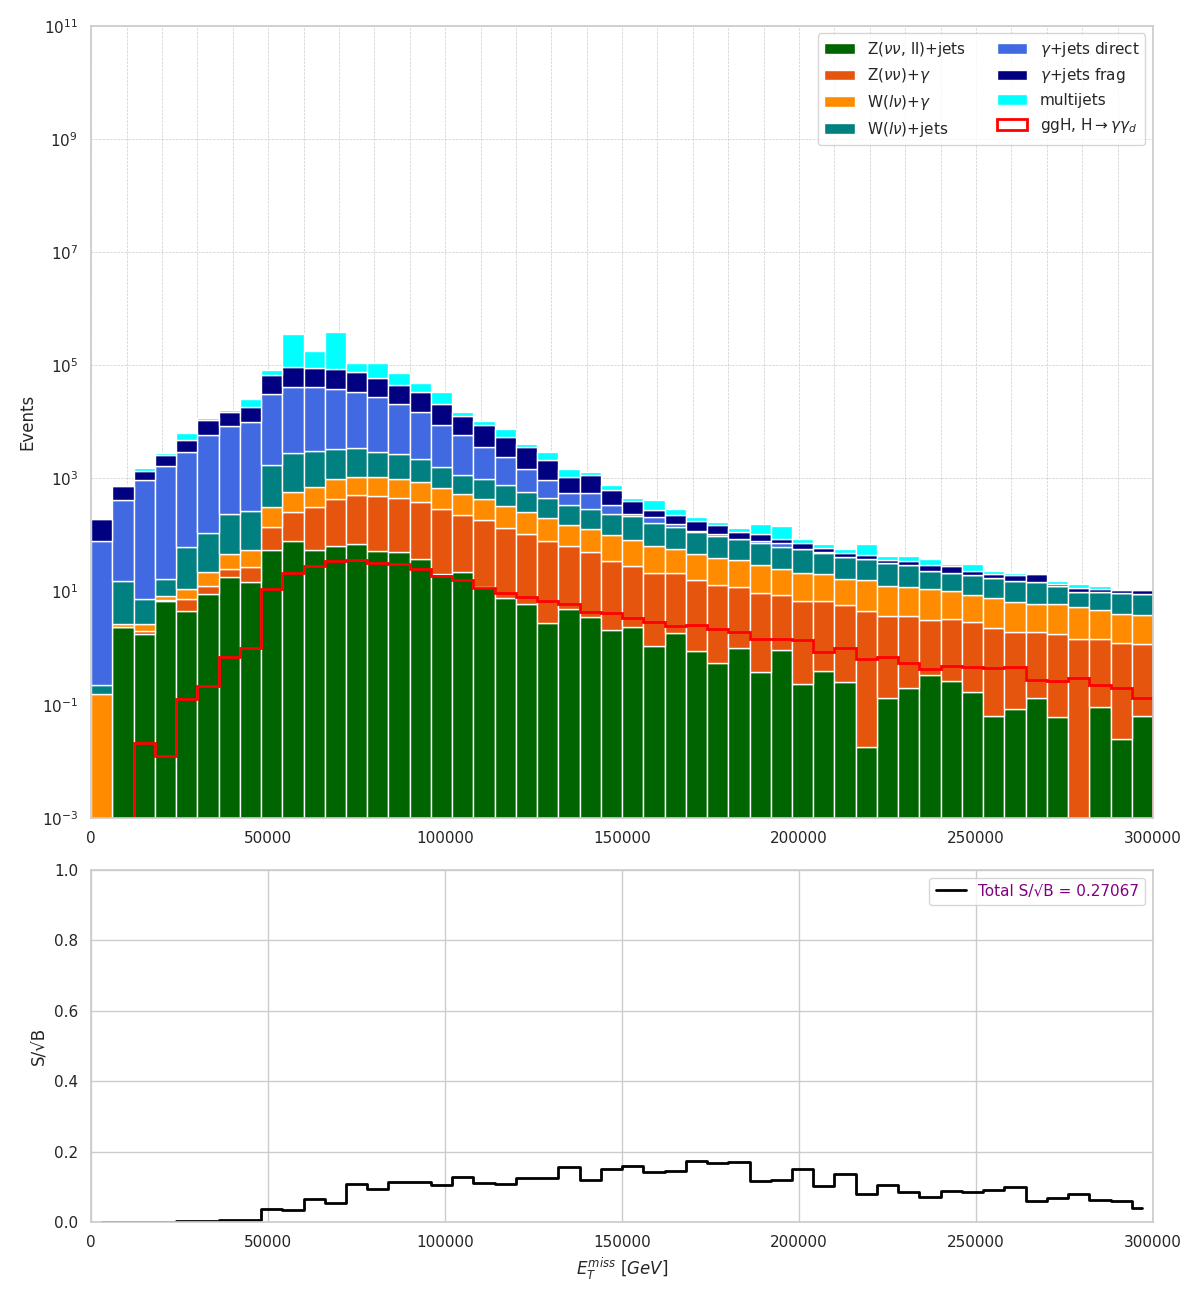 10¹¹
10⁹
10⁷
10⁵
10³
10¹
10⁻¹
10⁻³
Events
Z(νν, ll)+jets
Z(νν)+γ
W(lν)+γ
W(lν)+jets
γ+jets direct
γ+jets frag
multijets
ggH, H→γγ_d
0 50000 100000 150000 200000 250000 300000
1.0
0.8
0.6
0.4
0.2
0.0
S/√B
Total S/√B = 0.27067
0 50000 100000 150000 200000 250000 300000
E_T^miss [GeV]